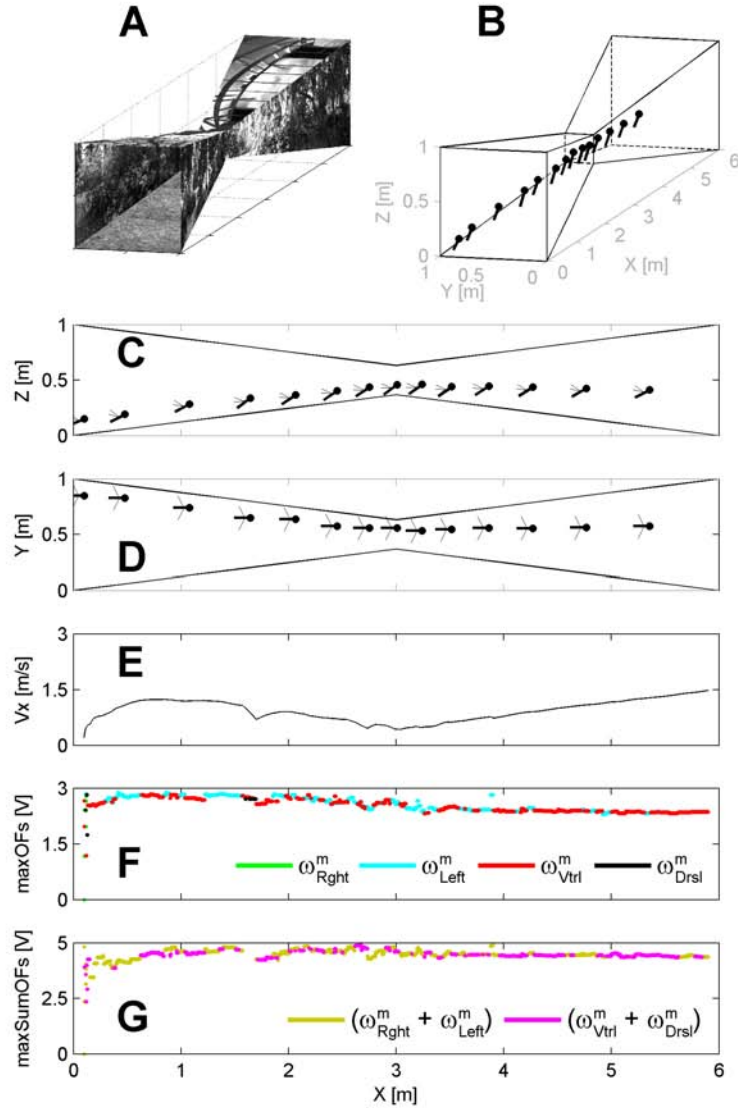 A
B
1
Z [m]
0.5
0
1
0.5
0
Y [m]
0
1
2
3
4
5
6
X [m]
C
1
Z [m]
0.5
0
D
1
Y [m]
0.5
0
E
3
Vx [m/s]
1.5
0
F
3
maxOFs [V]
1.5
0
ω^m_Rght ω^m_Left ω^m_Vtrl ω^m_Drsl
G
5
maxSumOFs [V]
2.5
0
(ω^m_Rght + ω^m_Left) (ω^m_Vtrl + ω^m_Drsl)
0 1 2 3 4 5 6
X [m]